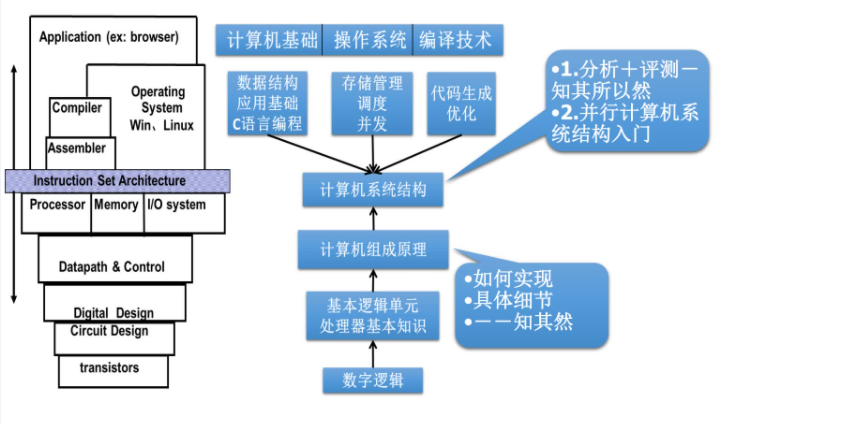 Application (ex: browser)
Operating
System
Win、Linux
Compiler
Assembler
Instruction Set Architecture
Processor
Memory
I/O system
Datapath & Control
Digital Design
Circuit Design
transistors
计算机基础
操作系统
编译技术
数据结构
应用基础
C语言编程
存储管理
调度
并发
代码生成
优化
•1.分析＋评测－
知其所以然
•2.并行计算机系
统结构入门
计算机系统结构
计算机组成原理
•如何实现
•具体细节
•－－知其然
基本逻辑单元
处理器基本知识
数字逻辑